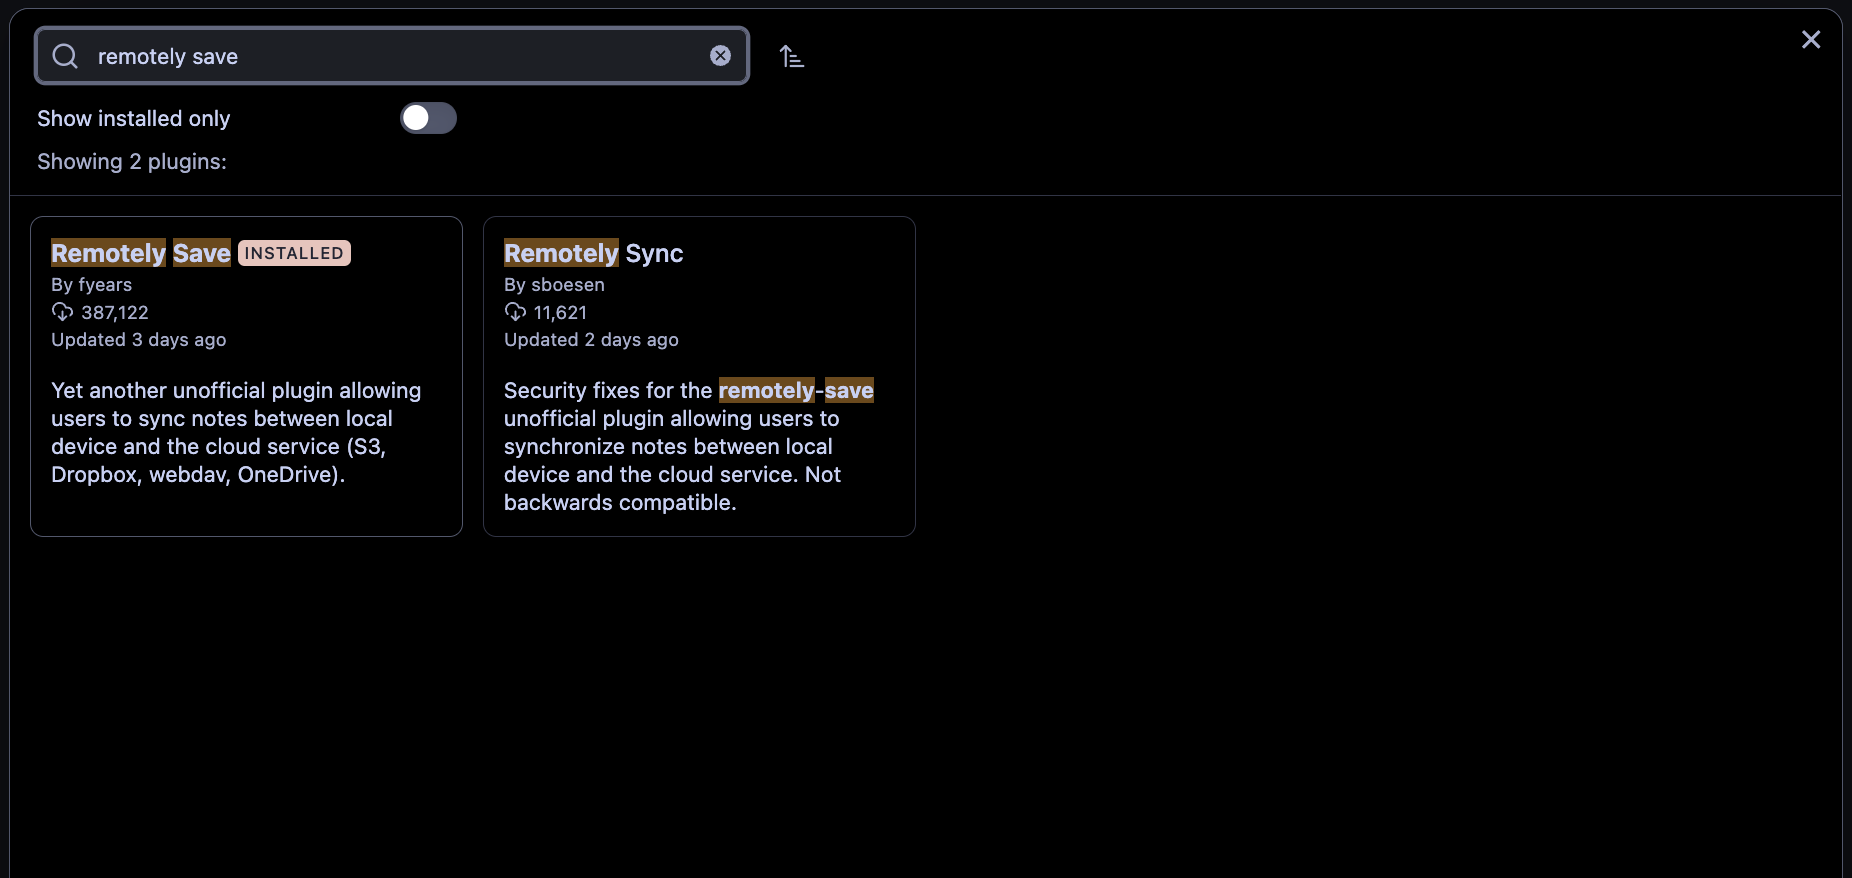 remotely save
Show installed only
Showing 2 plugins:
Remotely Save INSTALLED
By fyears
387,122
Updated 3 days ago
Yet another unofficial plugin allowing
users to sync notes between local
device and the cloud service (S3,
Dropbox, webdav, OneDrive).
Remotely Sync
By sboesen
11,621
Updated 2 days ago
Security fixes for the remotely-save
unofficial plugin allowing users to
synchronize notes between local
device and the cloud service. Not
backwards compatible.